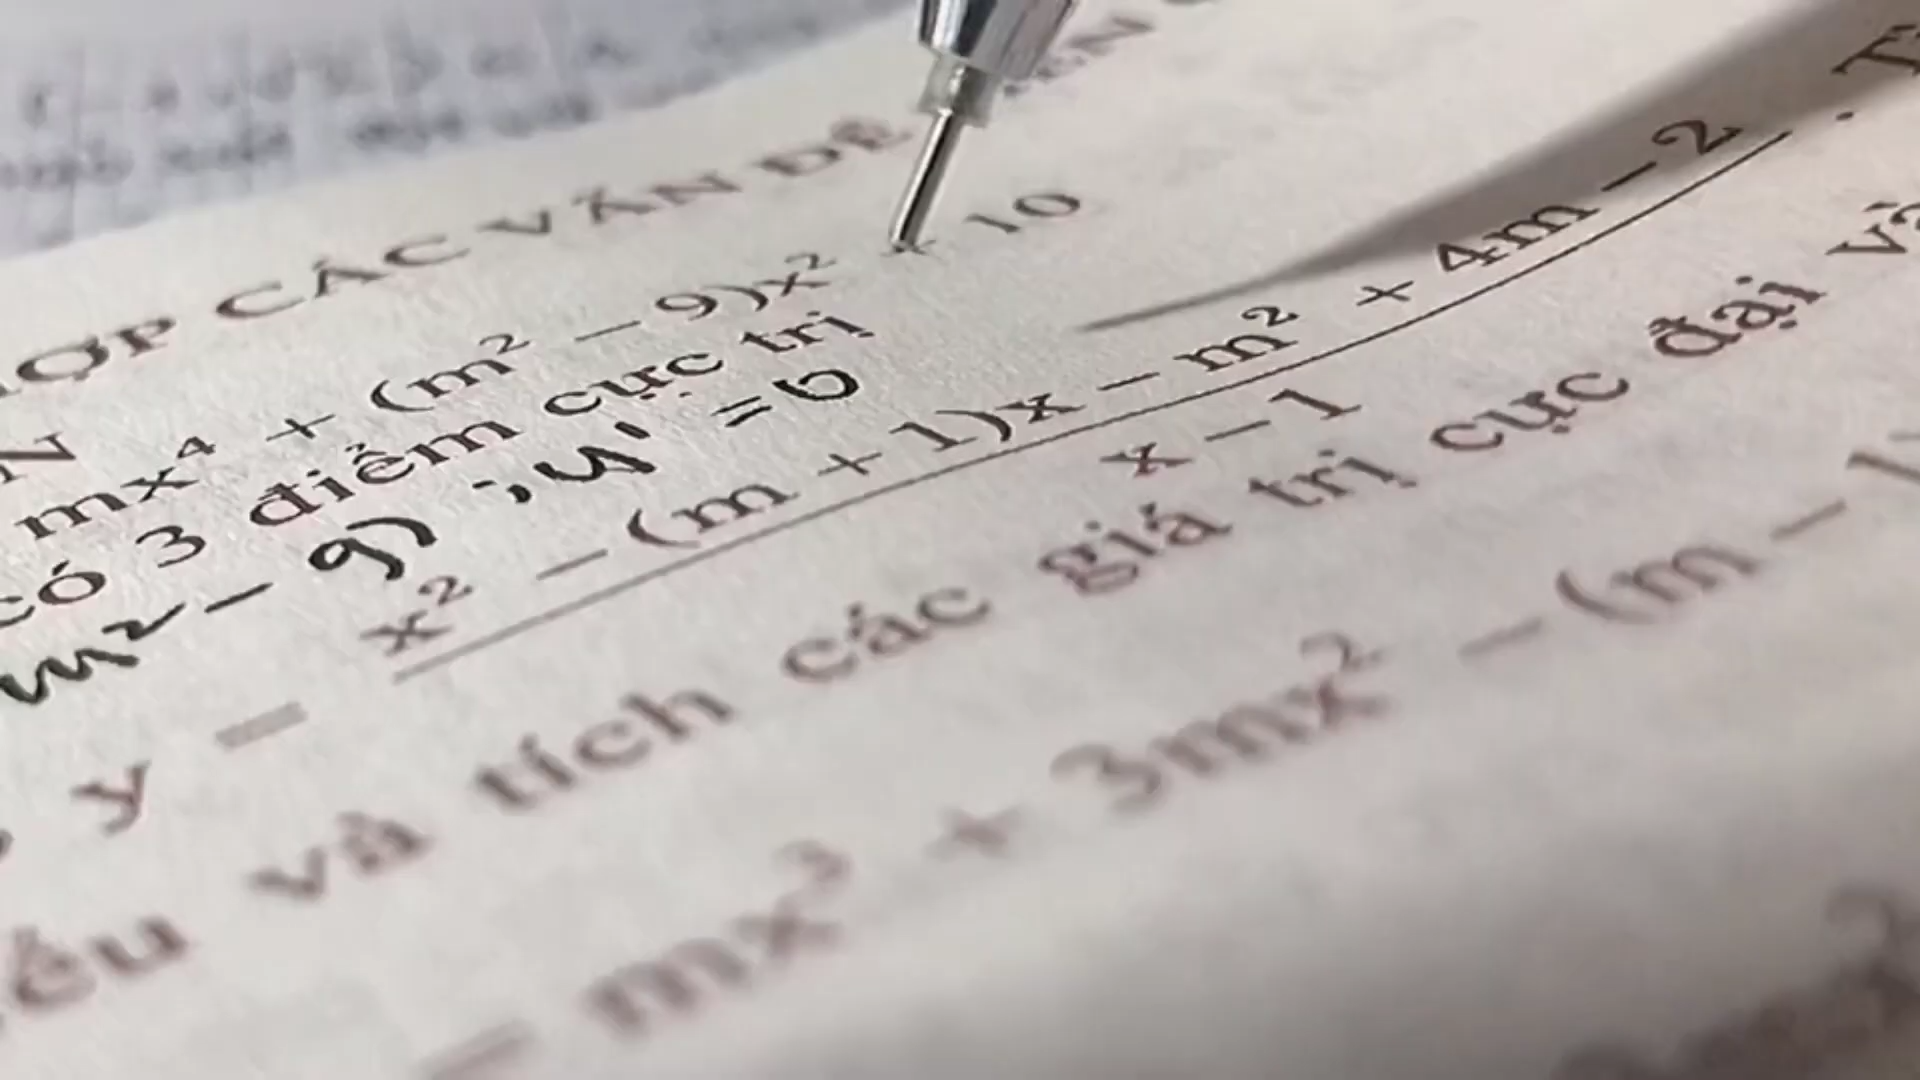 CÁC VẤN ĐỀ
mx⁴ + (m² − 9)x² + 10
có 3 điểm cực trị
m² − 9) ; y' = 0
y = x² − (m + 1)x − m² + 4m − 2 .
x − 1
và tích các giá trị cực đại và
= mx³ + 3mx² − (m − 1